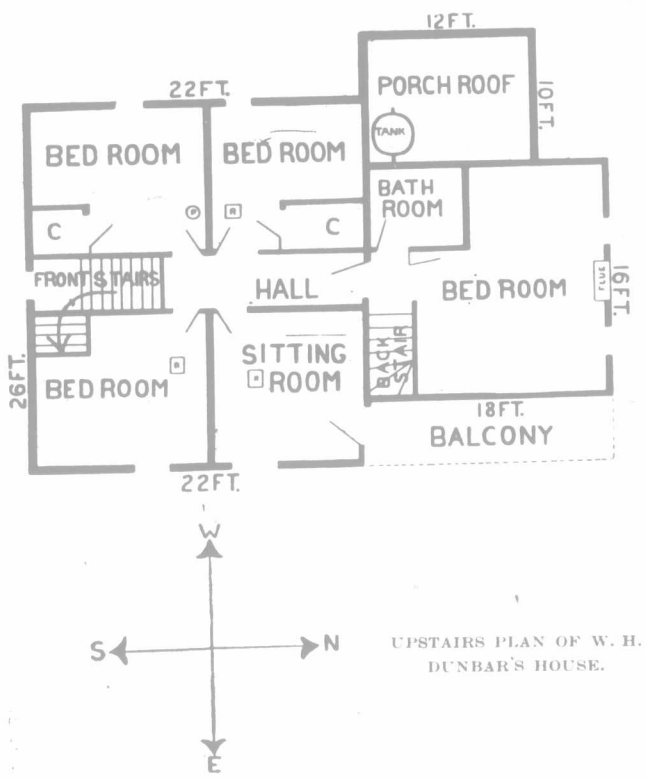 12FT.
22FT.
PORCH ROOF
10FT.
TANK
BED ROOM
BED ROOM
BATH
ROOM
P
R
C
C
FRONT STAIRS
HALL
BED ROOM
FLUE
16FT.
26FT.
BED ROOM
R
SITTING
ROOM
R
BACK
STAIR
18FT.
BALCONY
22FT.
W
S
N
E
UPSTAIRS PLAN OF W. H.
DUNBAR'S HOUSE.